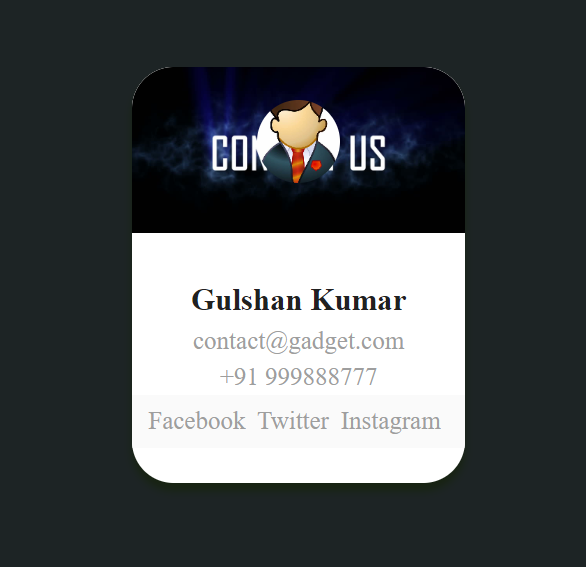 CON US
Gulshan Kumar
contact@gadget.com
+91 999888777
Facebook Twitter Instagram